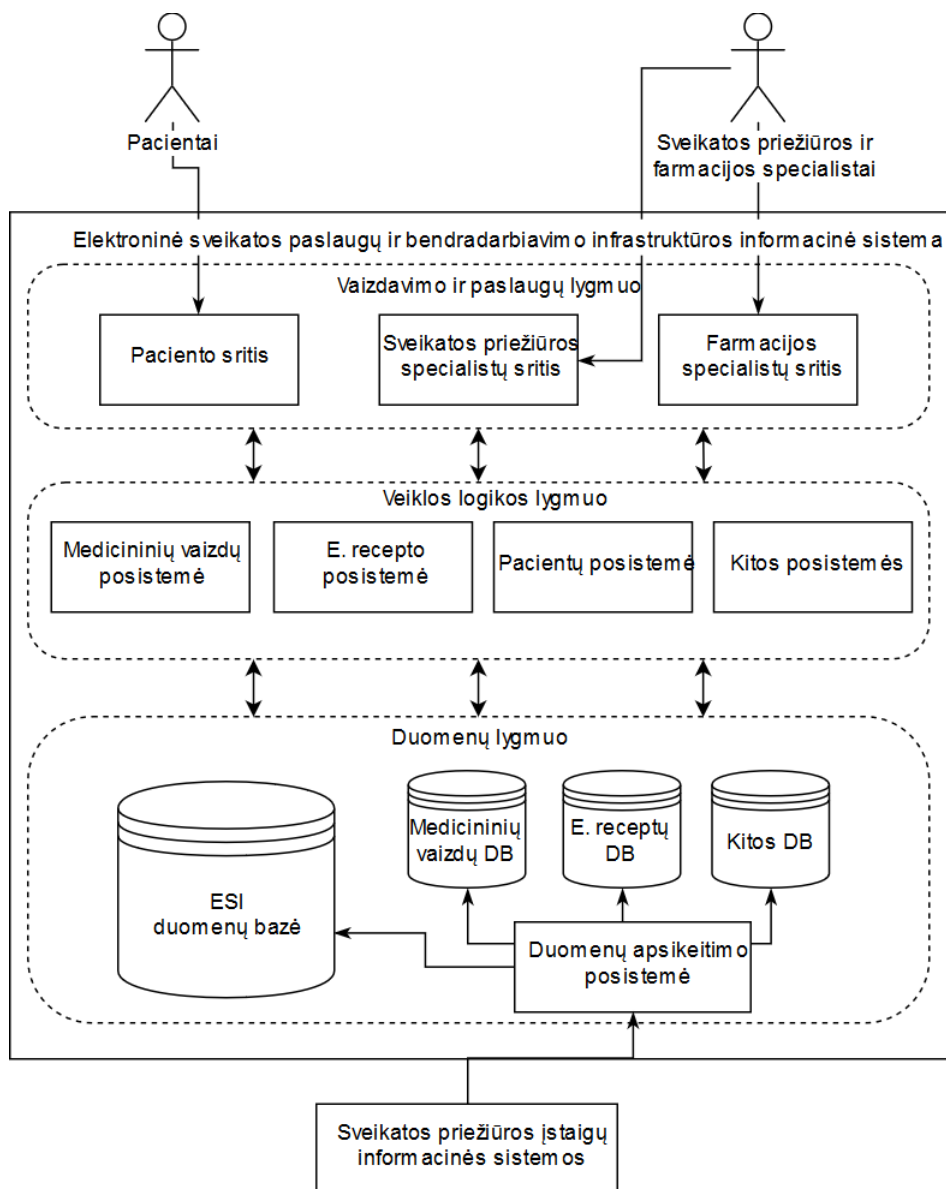 Pacientai
Sveikatos priežiūros ir
farmacijos specialistai
Elektroninė sveikatos paslaugų ir bendradarbiavimo infrastruktūros informacinė sistema
Vaizdavimo ir paslaugų lygmuo
Paciento sritis
Sveikatos priežiūros
specialistų sritis
Farmacijos
specialistų sritis
Veiklos logikos lygmuo
Medicininių vaizdų
posistemė
E. recepto
posistemė
Pacientų posistemė
Kitos posistemės
Duomenų lygmuo
ESI
duomenų bazė
Medicininių
vaizdų DB
E. receptų
DB
Kitos DB
Duomenų apsikeitimo
posistemė
Sveikatos priežiūros įstaigų
informacinės sistemos